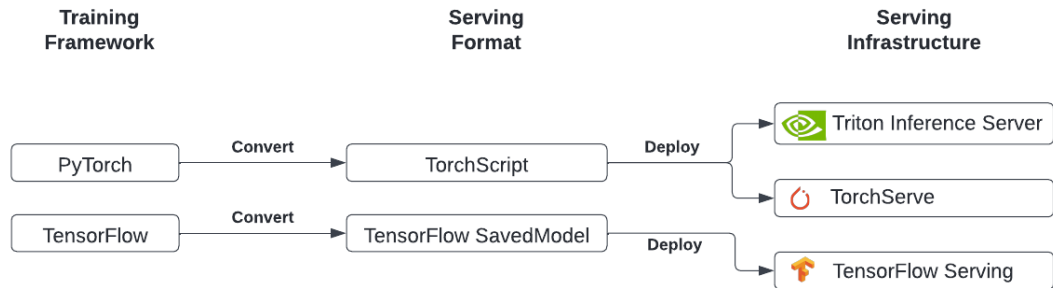 Training
Framework
Serving
Format
Serving
Infrastructure
PyTorch
Convert
TorchScript
Deploy
Triton Inference Server
TorchServe
TensorFlow
Convert
TensorFlow SavedModel
Deploy
TensorFlow Serving